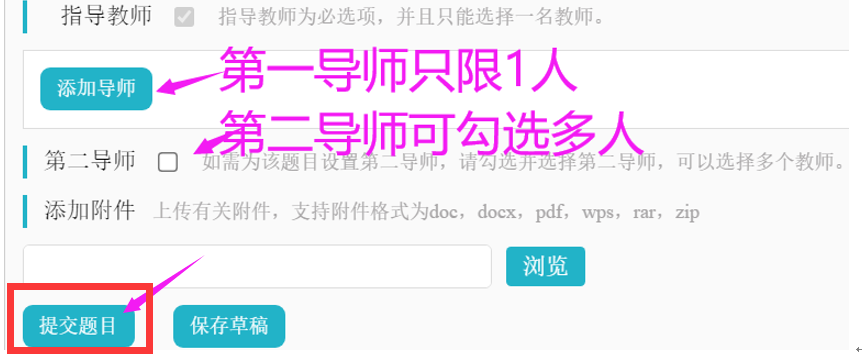 指导教师 指导教师为必选项，并且只能选择一名教师。
添加导师 第一导师只限1人
第二导师可勾选多人
第二导师 如需为该题目设置第二导师，请勾选并选择第二导师，可以选择多个教师。
添加附件 上传有关附件，支持附件格式为doc，docx，pdf，wps，rar，zip
浏览
提交题目 保存草稿